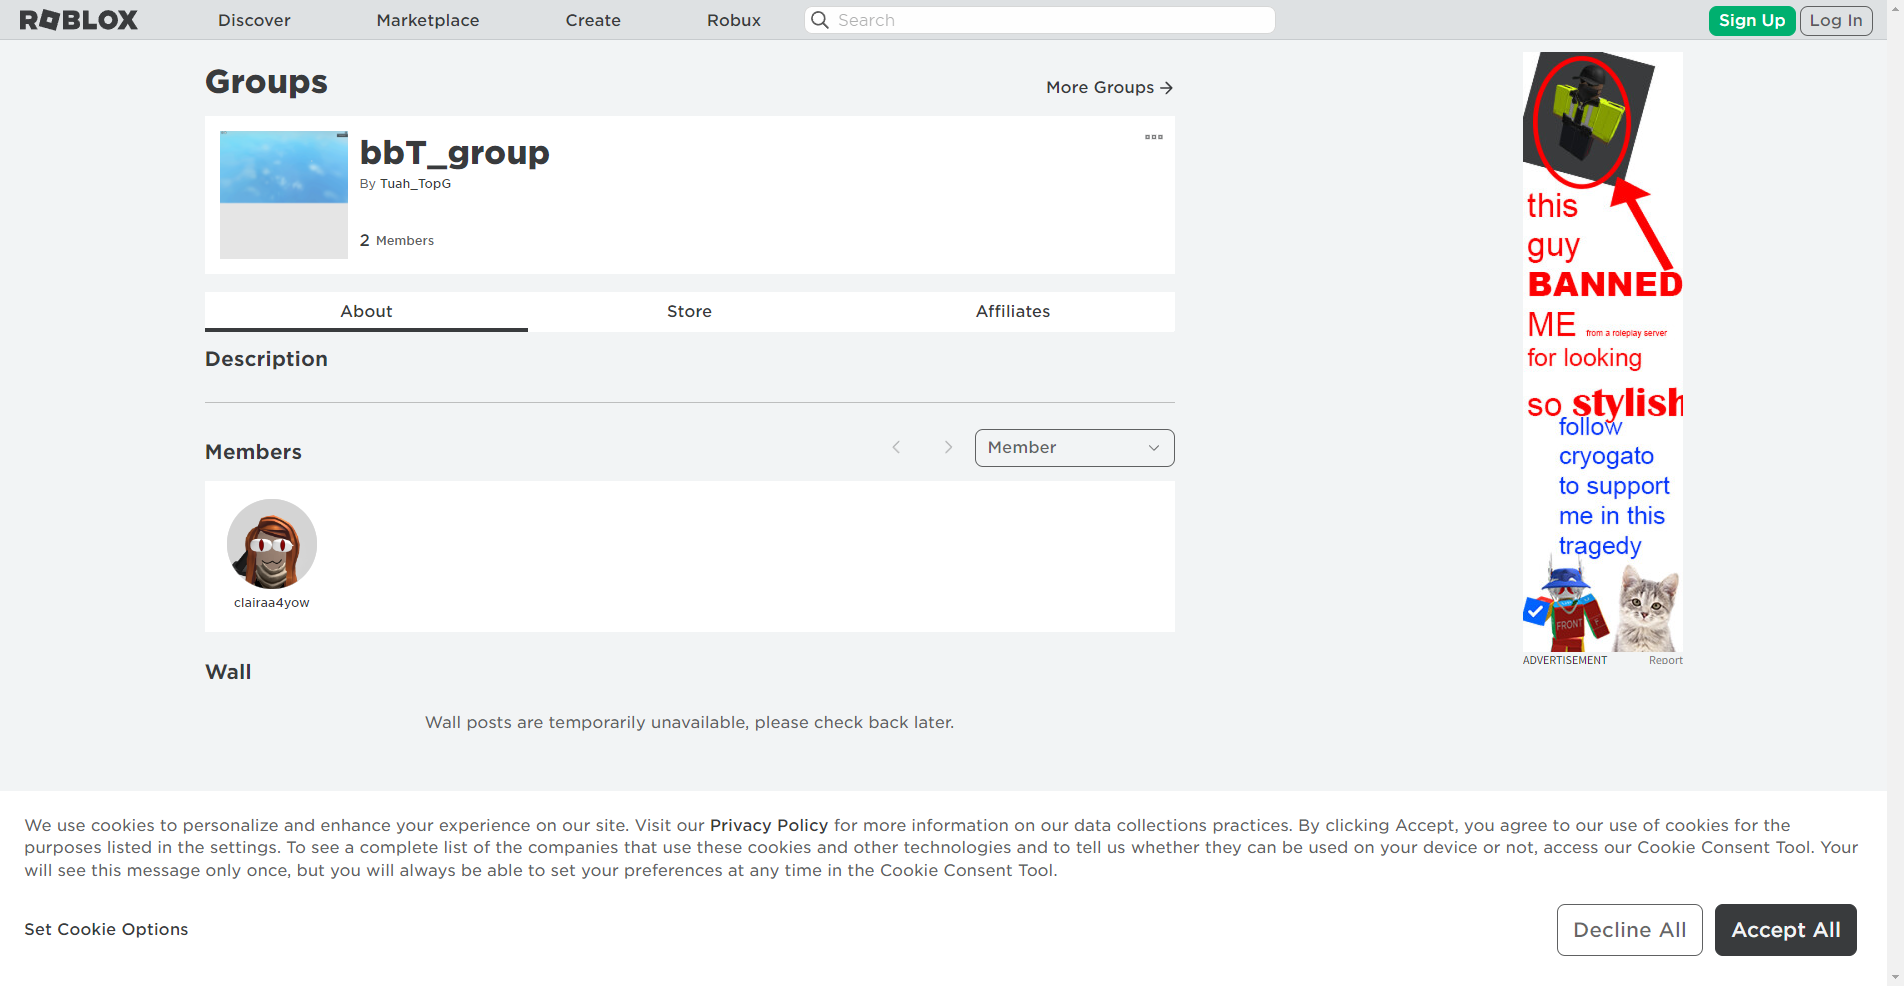 ROBLOX
Discover
Marketplace
Create
Robux
Search
Sign Up
Log In
Groups
More Groups
bbT_group
By Tuah_TopG
2 Members
About
Store
Affiliates
Description
Members
Member
clairaa4yow
Wall
Wall posts are temporarily unavailable, please check back later.
this
guy
BANNED
ME from a roleplay server
for looking
so stylish
follow
cryogato
to support
me in this
tragedy
FRONT
ADVERTISEMENT
Report
We use cookies to personalize and enhance your experience on our site. Visit our Privacy Policy for more information on our data collections practices. By clicking Accept, you agree to our use of cookies for the
purposes listed in the settings. To see a complete list of the companies that use these cookies and other technologies and to tell us whether they can be used on your device or not, access our Cookie Consent Tool. Your
will see this message only once, but you will always be able to set your preferences at any time in the Cookie Consent Tool.
Set Cookie Options
Decline All
Accept All